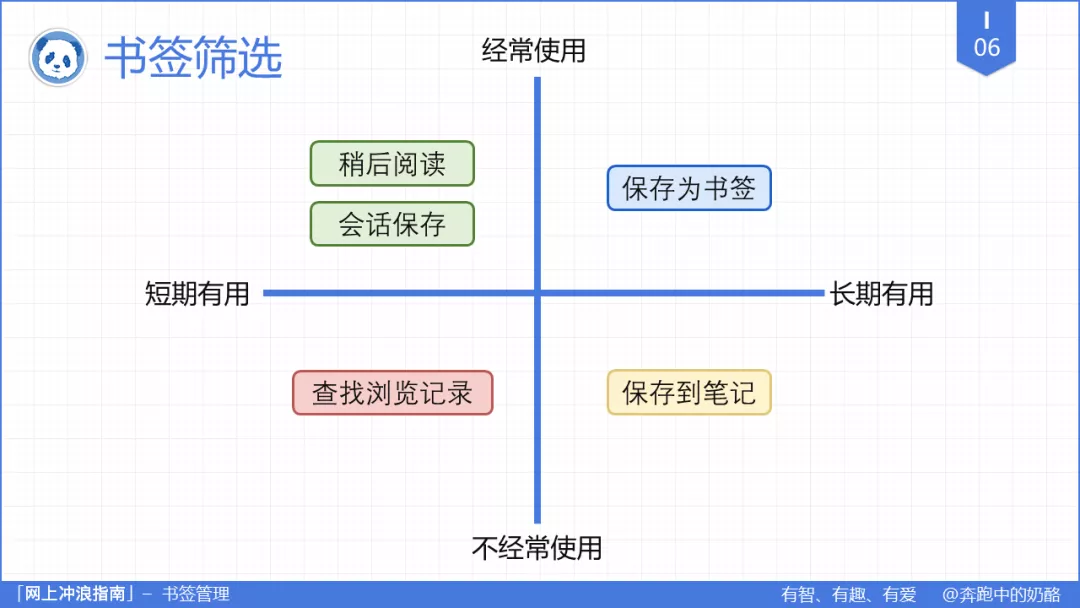 书签筛选
I
06
经常使用
稍后阅读
保存为书签
会话保存
短期有用
长期有用
查找浏览记录
保存到笔记
不经常使用
「网上冲浪指南」– 书签管理
有智、有趣、有爱 @奔跑中的奶酪